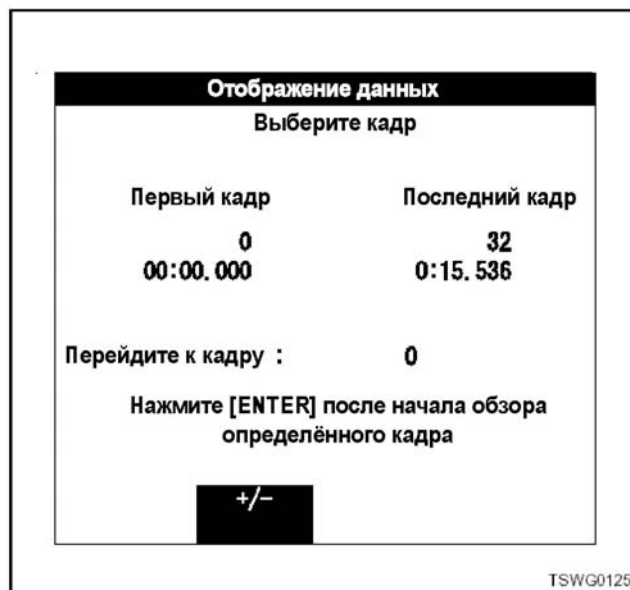 Отображение данных
Выберите кадр
Первый кадр Последний кадр
0 32
00:00.000 0:15.536
Перейдите к кадру : 0
Нажмите [ENTER] после начала обзора
определённого кадра
+/-
TSWG0125